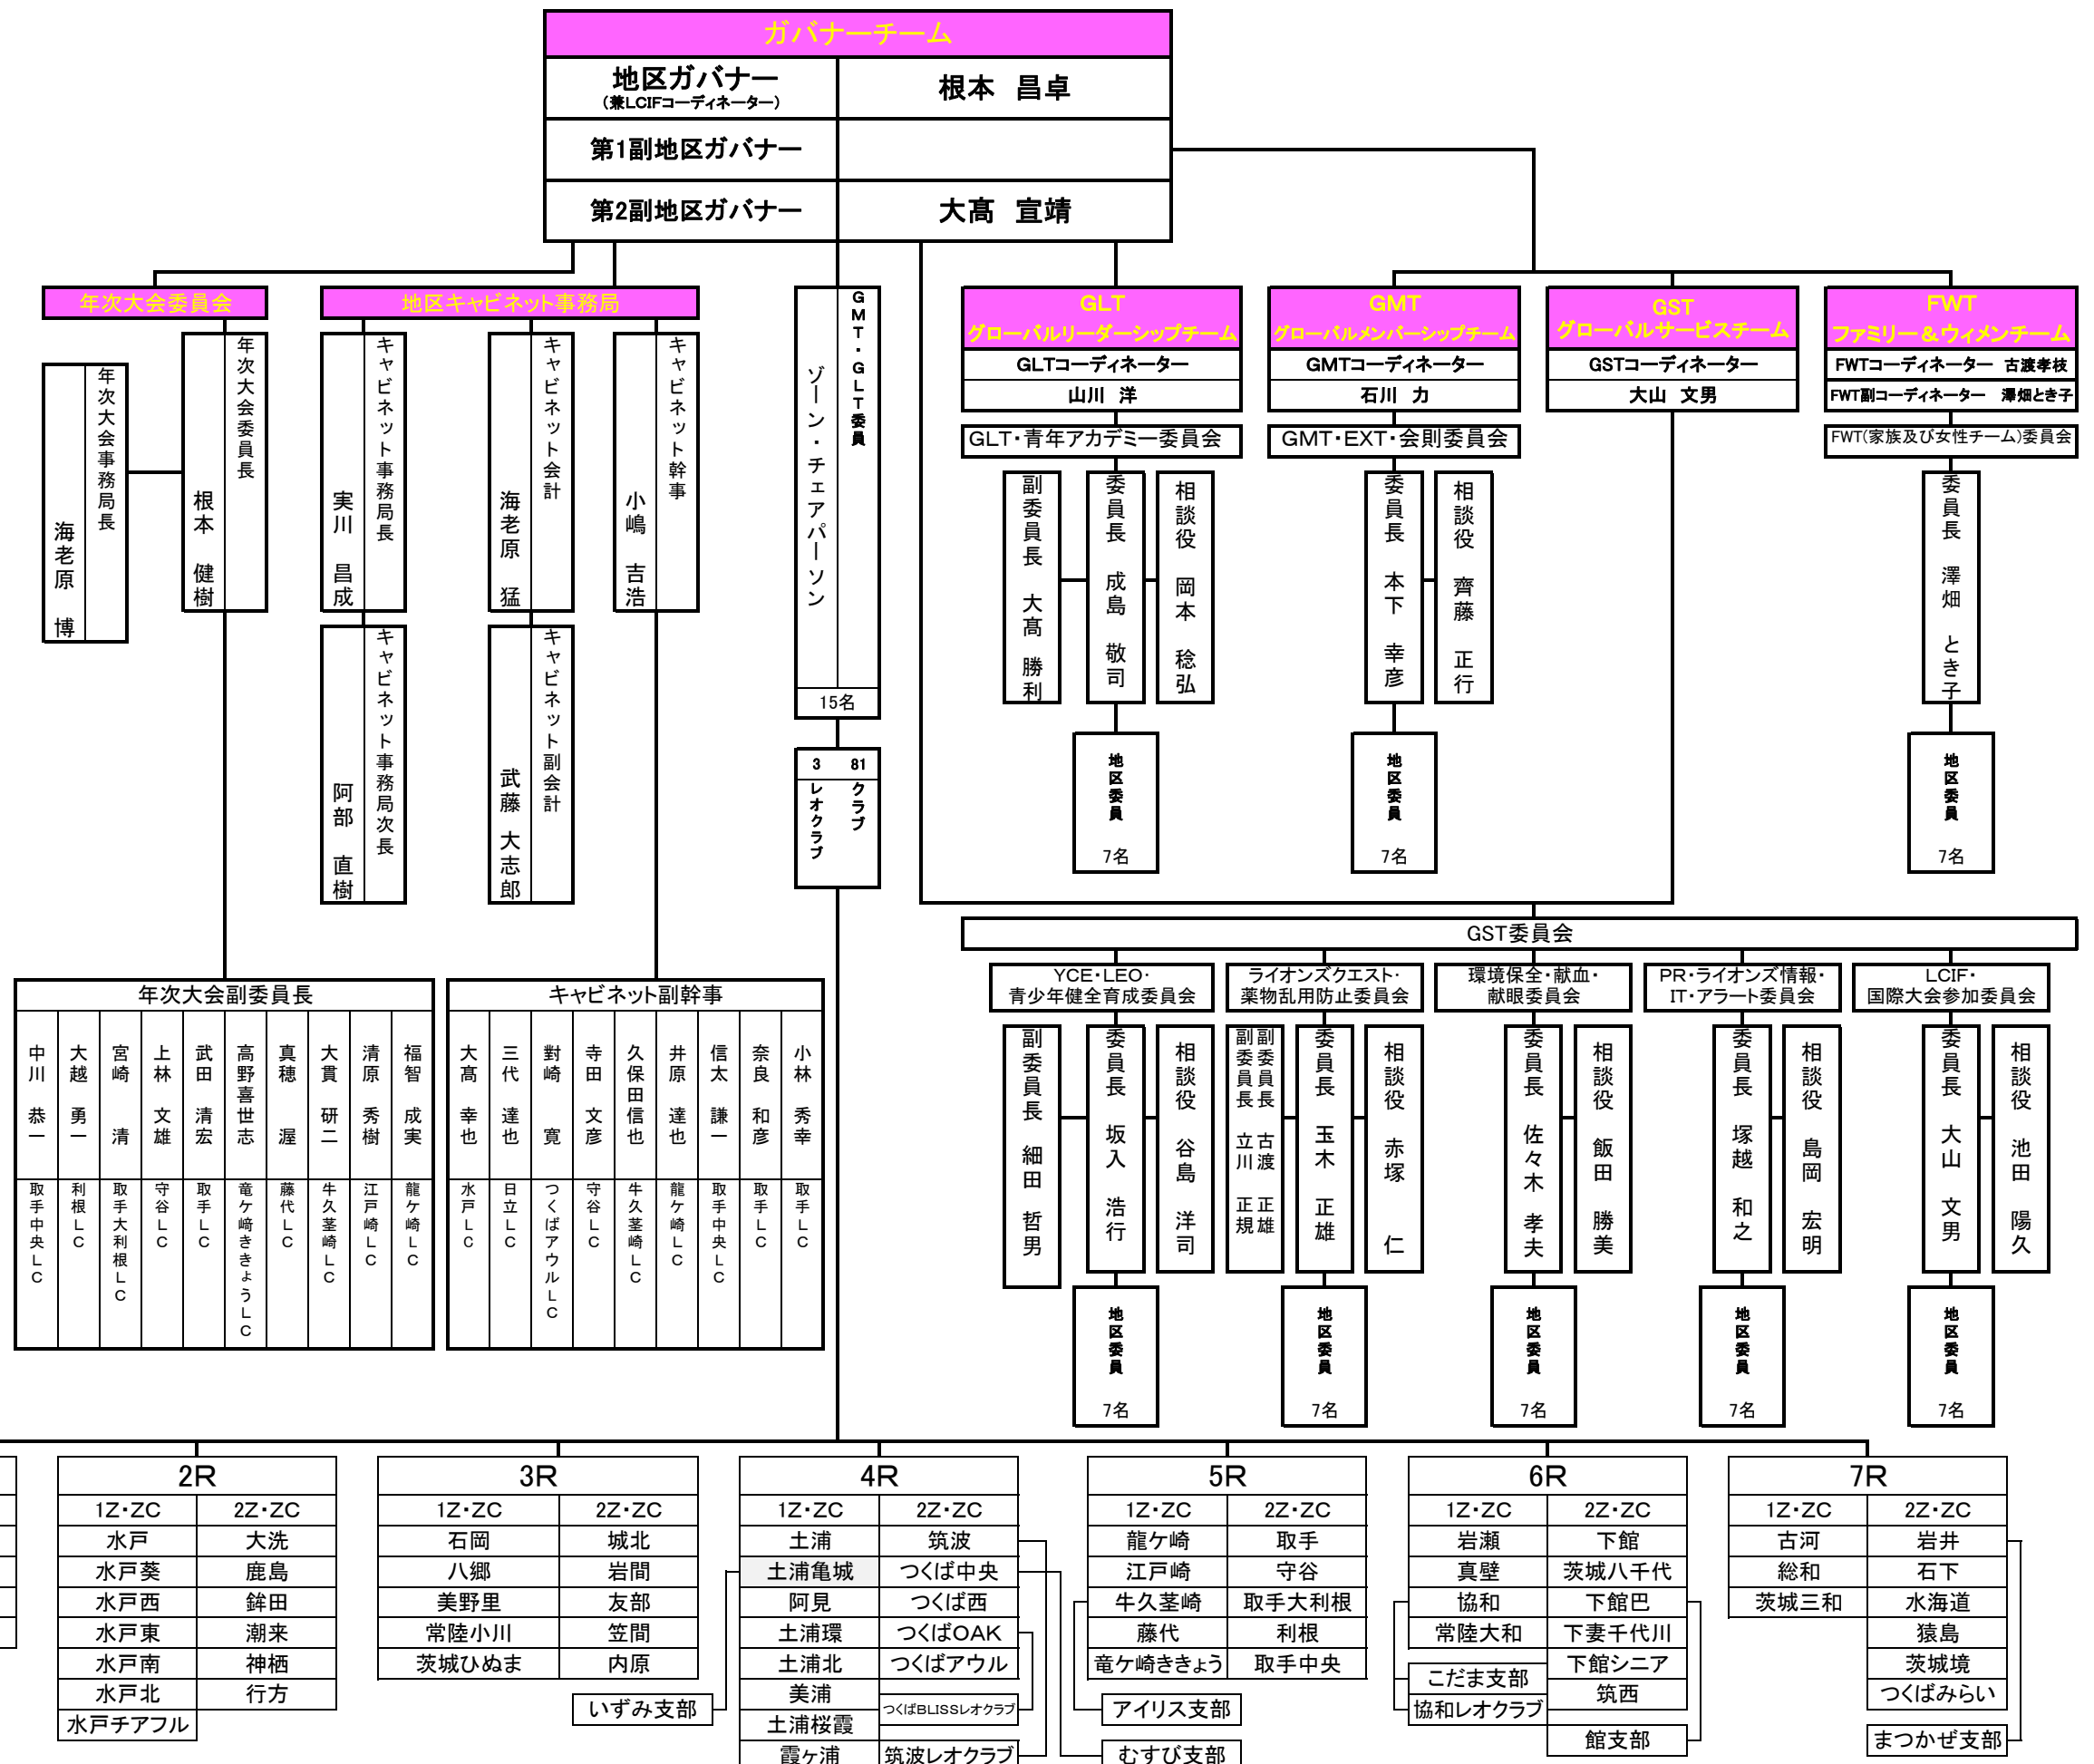 ガバナーチーム
地区ガバナー
（兼LCIFコーディネーター）
根本　昌卓
第1副地区ガバナー
第2副地区ガバナー
大髙　宣靖
年次大会委員会
年次大会委員長
根本　健樹
年次大会事務局長
海老原　博
地区キャビネット事務局
キャビネット事務局長
実川　昌成
キャビネット会計
海老原　猛
キャビネット幹事
小嶋　吉浩
キャビネット事務局次長
阿部　直樹
キャビネット副会計
武藤　大志郎
GMT・GLT委員
ゾーン・チェアパーソン
15名
3　81
レオクラブ
クラブ
GLT
グローバルリーダーシップチーム
GLTコーディネーター
山川　洋
GLT・青年アカデミー委員会
副委員長　大髙　勝利
委員長　成島　敬司
相談役　岡本　稔弘
地区委員
7名
GMT
グローバルメンバーシップチーム
GMTコーディネーター
石川　力
GMT・EXT・会則委員会
委員長　本下　幸彦
相談役　齊藤　正行
地区委員
7名
GST
グローバルサービスチーム
GSTコーディネーター
大山　文男
FWT
ファミリー＆ウィメンチーム
FWTコーディネーター　古渡孝枝
FWT副コーディネーター　澤畑とき子
FWT(家族及び女性チーム)委員会
委員長　澤畑　とき子
地区委員
7名
GST委員会
YCE・LEO・
青少年健全育成委員会
副委員長　細田　哲男
委員長　坂入　浩行
相談役　谷島　洋司
地区委員
7名
ライオンズクエスト・
薬物乱用防止委員会
副委員長　立川　正規
副委員長　古渡　正雄
委員長　玉木　正雄
相談役　赤塚　仁
地区委員
7名
環境保全・献血・
献眼委員会
委員長　佐々木　孝夫
相談役　飯田　勝美
地区委員
7名
PR・ライオンズ情報・
IT・アラート委員会
委員長　塚越　和之
相談役　島岡　宏明
地区委員
7名
LCIF・
国際大会参加委員会
委員長　大山　文男
相談役　池田　陽久
地区委員
7名
年次大会副委員長
中川　恭一　取手中央LC
大越　勇一　利根LC
宮崎　清　取手大利根LC
上林　文雄　守谷LC
武田　清宏　取手LC
高野喜世志　竜ケ﨑ききょうLC
真穂　渥　藤代LC
大貫　研二　牛久茎崎LC
清原　秀樹　江戸崎LC
福智　成実　龍ケ崎LC
キャビネット副幹事
大髙　幸也　水戸LC
三代　達也　日立LC
對崎　寛　つくばアウルLC
寺田　文彦　守谷LC
久保田信也　牛久茎崎LC
井原　達也　龍ケ崎LC
信太　謙一　取手中央LC
奈良　和彦　取手LC
小林　秀幸　取手LC
2R
1Z・ZC　2Z・ZC
水戸　大洗
水戸葵　鹿島
水戸西　鉾田
水戸東　潮来
水戸南　神栖
水戸北　行方
水戸チアフル
3R
1Z・ZC　2Z・ZC
石岡　城北
八郷　岩間
美野里　友部
常陸小川　笠間
茨城ひぬま　内原
いずみ支部
4R
1Z・ZC　2Z・ZC
土浦　筑波
土浦亀城　つくば中央
阿見　つくば西
土浦環　つくばOAK
土浦北　つくばアウル
美浦　つくばBLISSレオクラブ
土浦桜霞
霞ヶ浦　筑波レオクラブ
5R
1Z・ZC　2Z・ZC
龍ケ崎　取手
江戸崎　守谷
牛久茎崎　取手大利根
藤代　利根
竜ケ崎ききょう　取手中央
アイリス支部
むすび支部
6R
1Z・ZC　2Z・ZC
岩瀬　下館
真壁　茨城八千代
協和　下館巴
常陸大和　下妻千代川
こだま支部　下館シニア
協和レオクラブ　筑西
館支部
7R
1Z・ZC　2Z・ZC
古河　岩井
総和　石下
茨城三和　水海道
猿島
茨城境
つくばみらい
まつかぜ支部